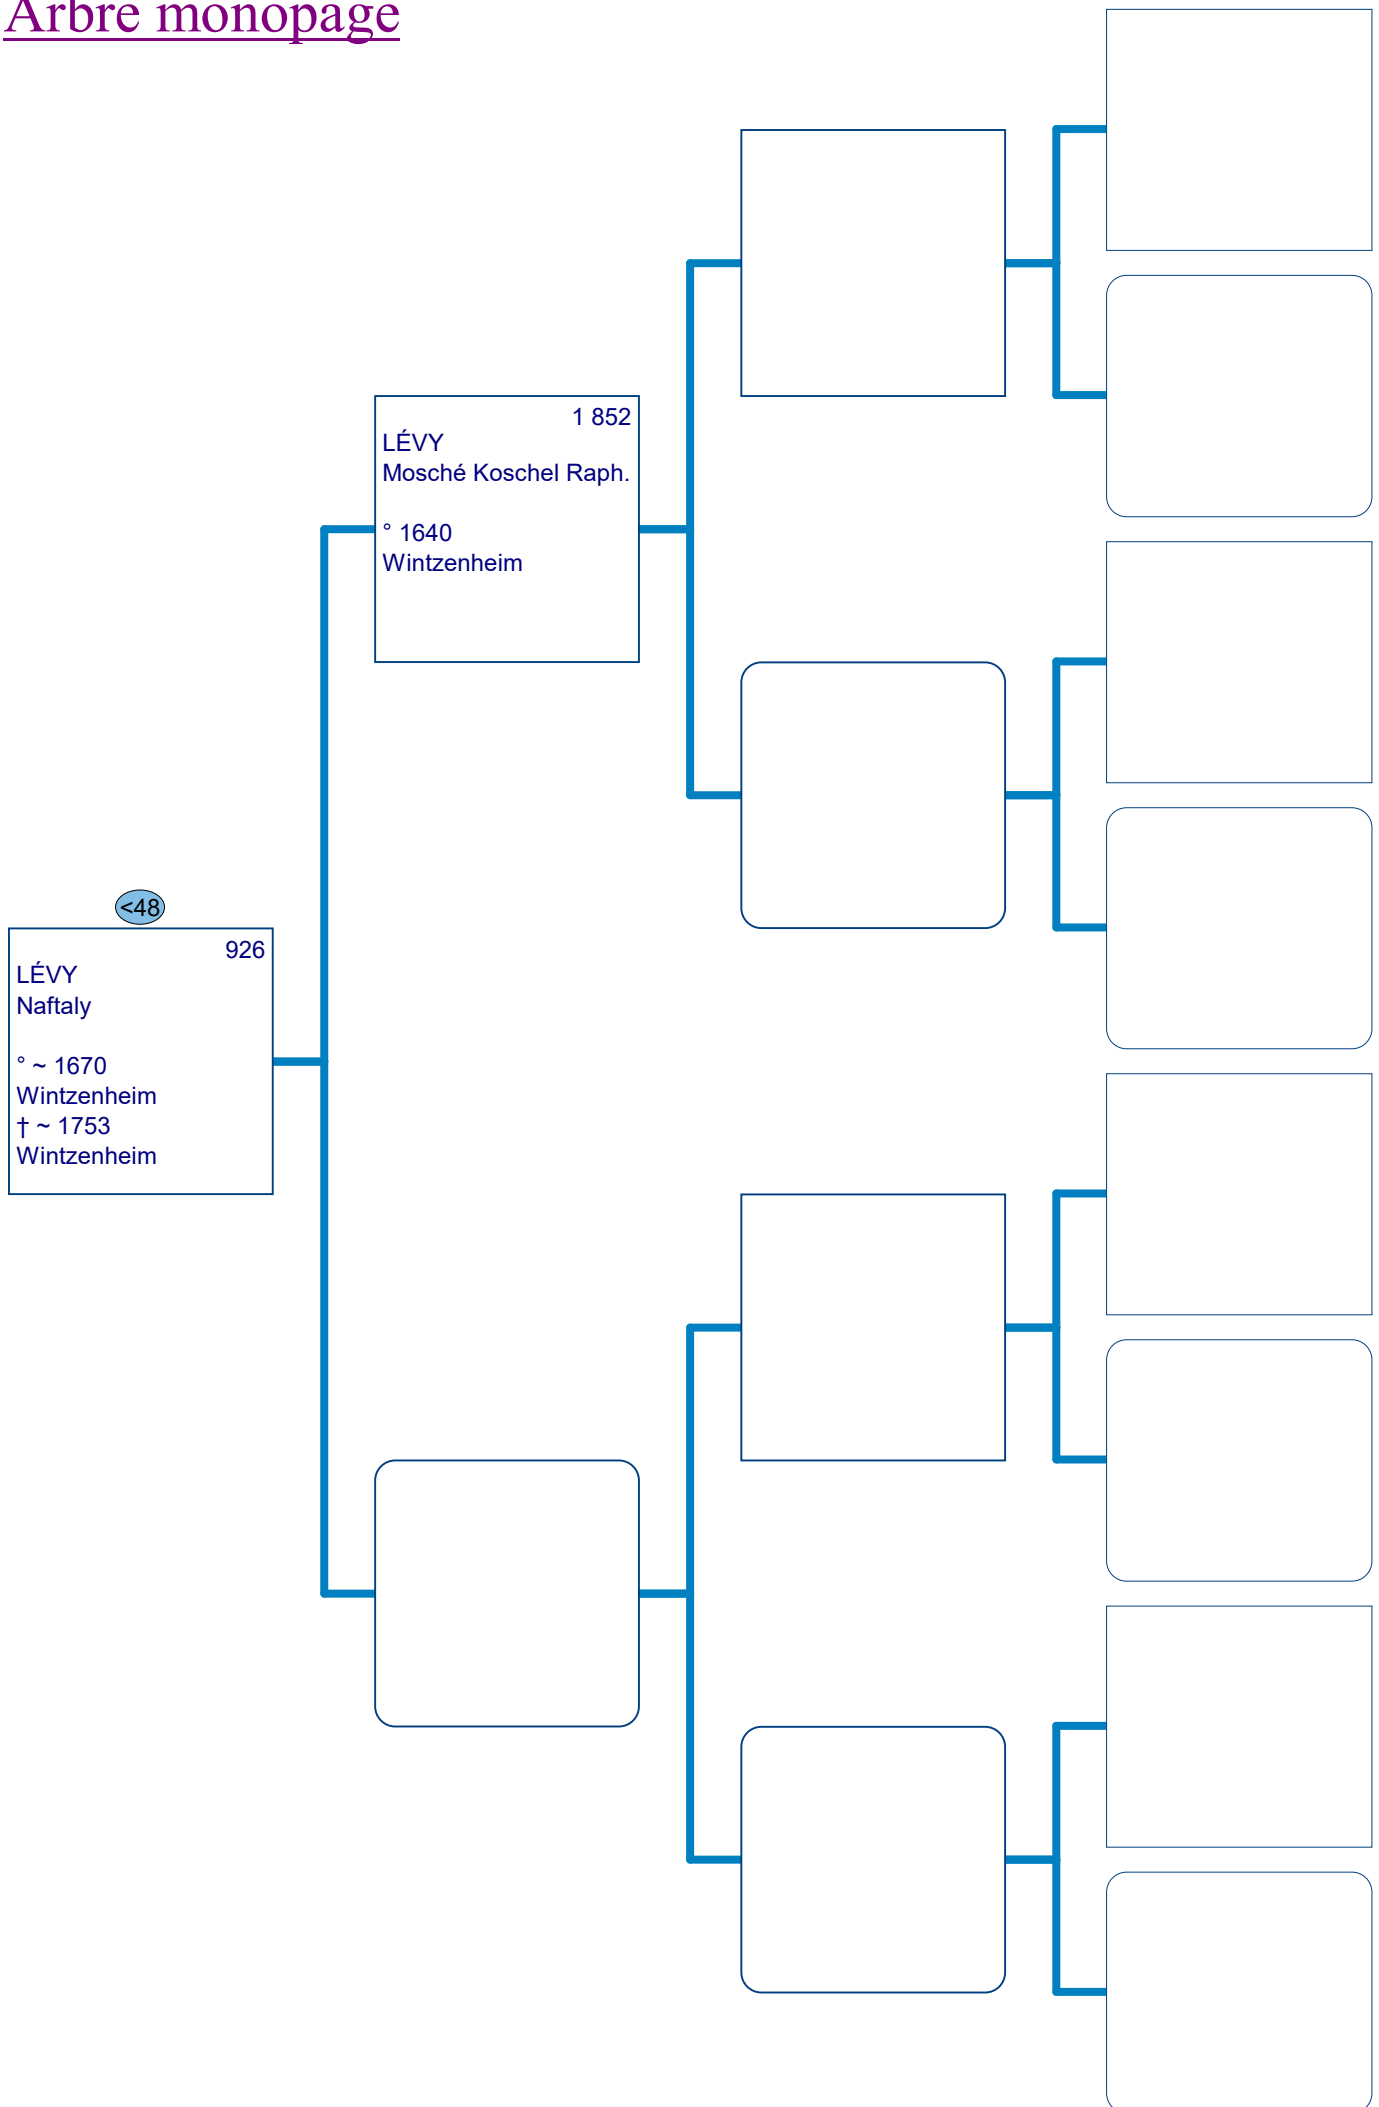 Arbre monopage
1 852
LÉVY
Mosché Koschel Raph.
° 1640
Wintzenheim
<48
926
LÉVY
Naftaly
° ~ 1670
Wintzenheim
† ~ 1753
Wintzenheim